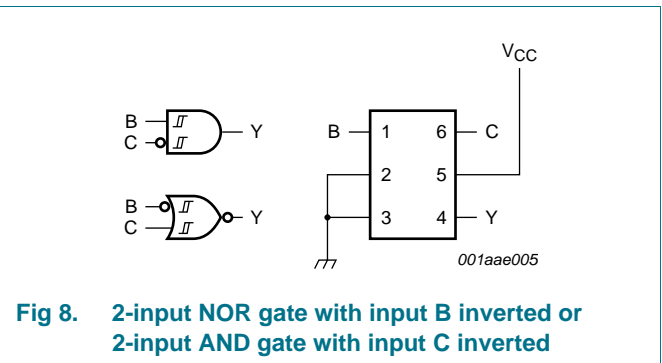 V_CC
B
C
Y
B
C
Y
B 1 6 C
2 5
3 4 Y
001aae005
Fig 8. 2-input NOR gate with input B inverted or
2-input AND gate with input C inverted